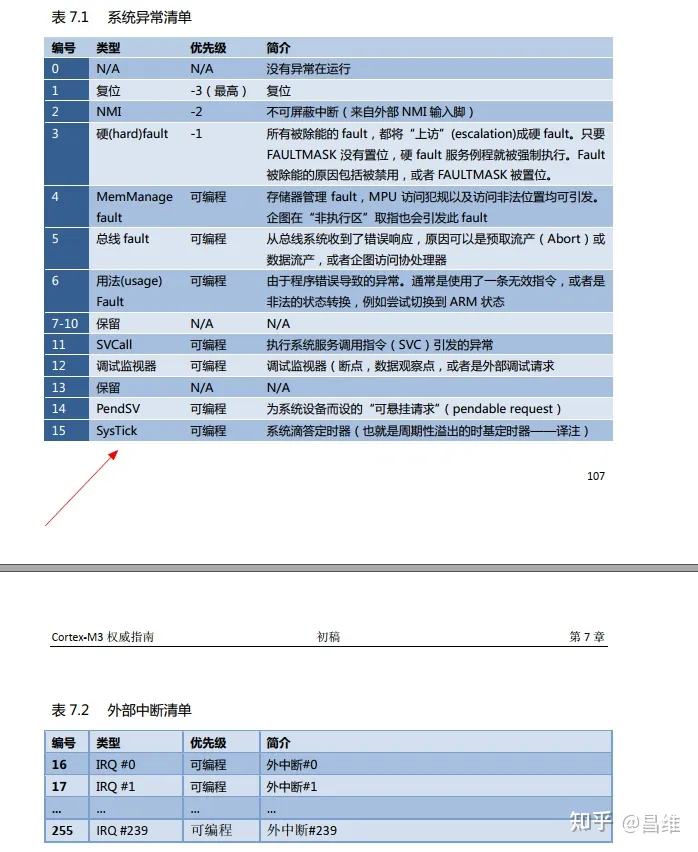 表 7.1 系统异常清单
编号 类型 优先级 简介
0 N/A N/A 没有异常在运行
1 复位 -3（最高） 复位
2 NMI -2 不可屏蔽中断（来自外部 NMI 输入脚）
3 硬(hard)fault -1 所有被除能的 fault，都将“上访”(escalation)成硬 fault。只要
FAULTMASK 没有置位，硬 fault 服务例程就被强制执行。Fault
被除能的原因包括被禁用，或者 FAULTMASK 被置位。
4 MemManage 可编程 存储器管理 fault，MPU 访问犯规以及访问非法位置均可引发。
fault 企图在“非执行区”取指也会引发此 fault
5 总线 fault 可编程 从总线系统收到了错误响应，原因可以是预取流产（Abort）或
数据流产，或者企图访问协处理器
6 用法(usage) 可编程 由于程序错误导致的异常。通常是使用了一条无效指令，或者是
Fault 非法的状态转换，例如尝试切换到 ARM 状态
7-10 保留 N/A N/A
11 SVCall 可编程 执行系统服务调用指令（SVC）引发的异常
12 调试监视器 可编程 调试监视器（断点，数据观察点，或者是外部调试请求
13 保留 N/A N/A
14 PendSV 可编程 为系统设备而设的“可悬挂请求”（pendable request）
15 SysTick 可编程 系统滴答定时器（也就是周期性溢出的时基定时器——译注）
107
Cortex-M3 权威指南 初稿 第 7 章
表 7.2 外部中断清单
编号 类型 优先级 简介
16 IRQ #0 可编程 外中断#0
17 IRQ #1 可编程 外中断#1
... ... ... ...
255 IRQ #239 可编程 外中断#239
知乎 @昌维